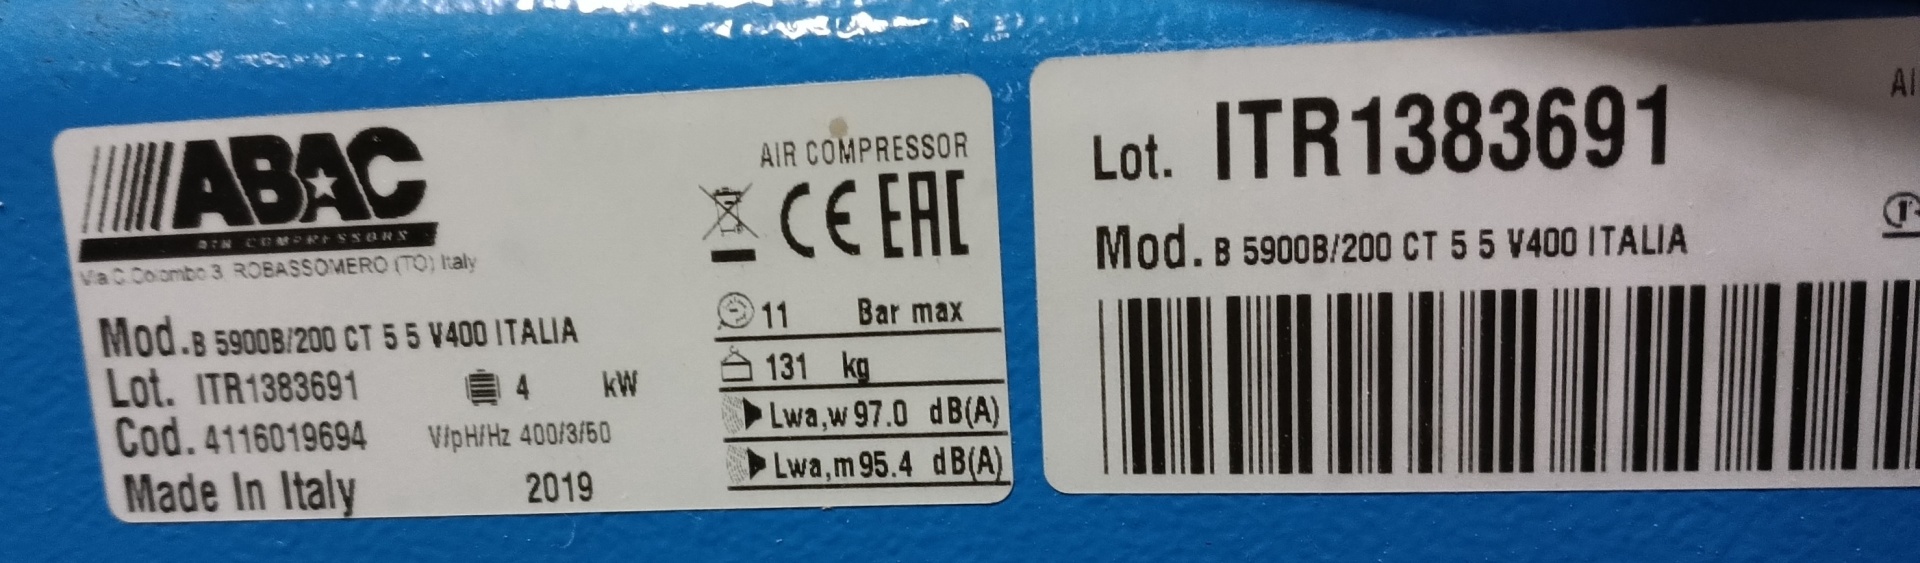 ABAC
AIR COMPRESSORS
Via C. Colombo 3, ROBASSOMERO (TO) Italy
Mod. B 5900B/200 CT 5 5 V400 ITALIA
Lot. ITR1383691 4 kW
Cod. 4116019694 V/pH/Hz 400/3/50
Made In Italy 2019
AIR COMPRESSOR
CE EAC
11 Bar max
131 kg
Lwa,w 97.0 dB(A)
Lwa,m 95.4 dB(A)
Lot. ITR1383691
Mod. B 5900B/200 CT 5 5 V400 ITALIA
AI